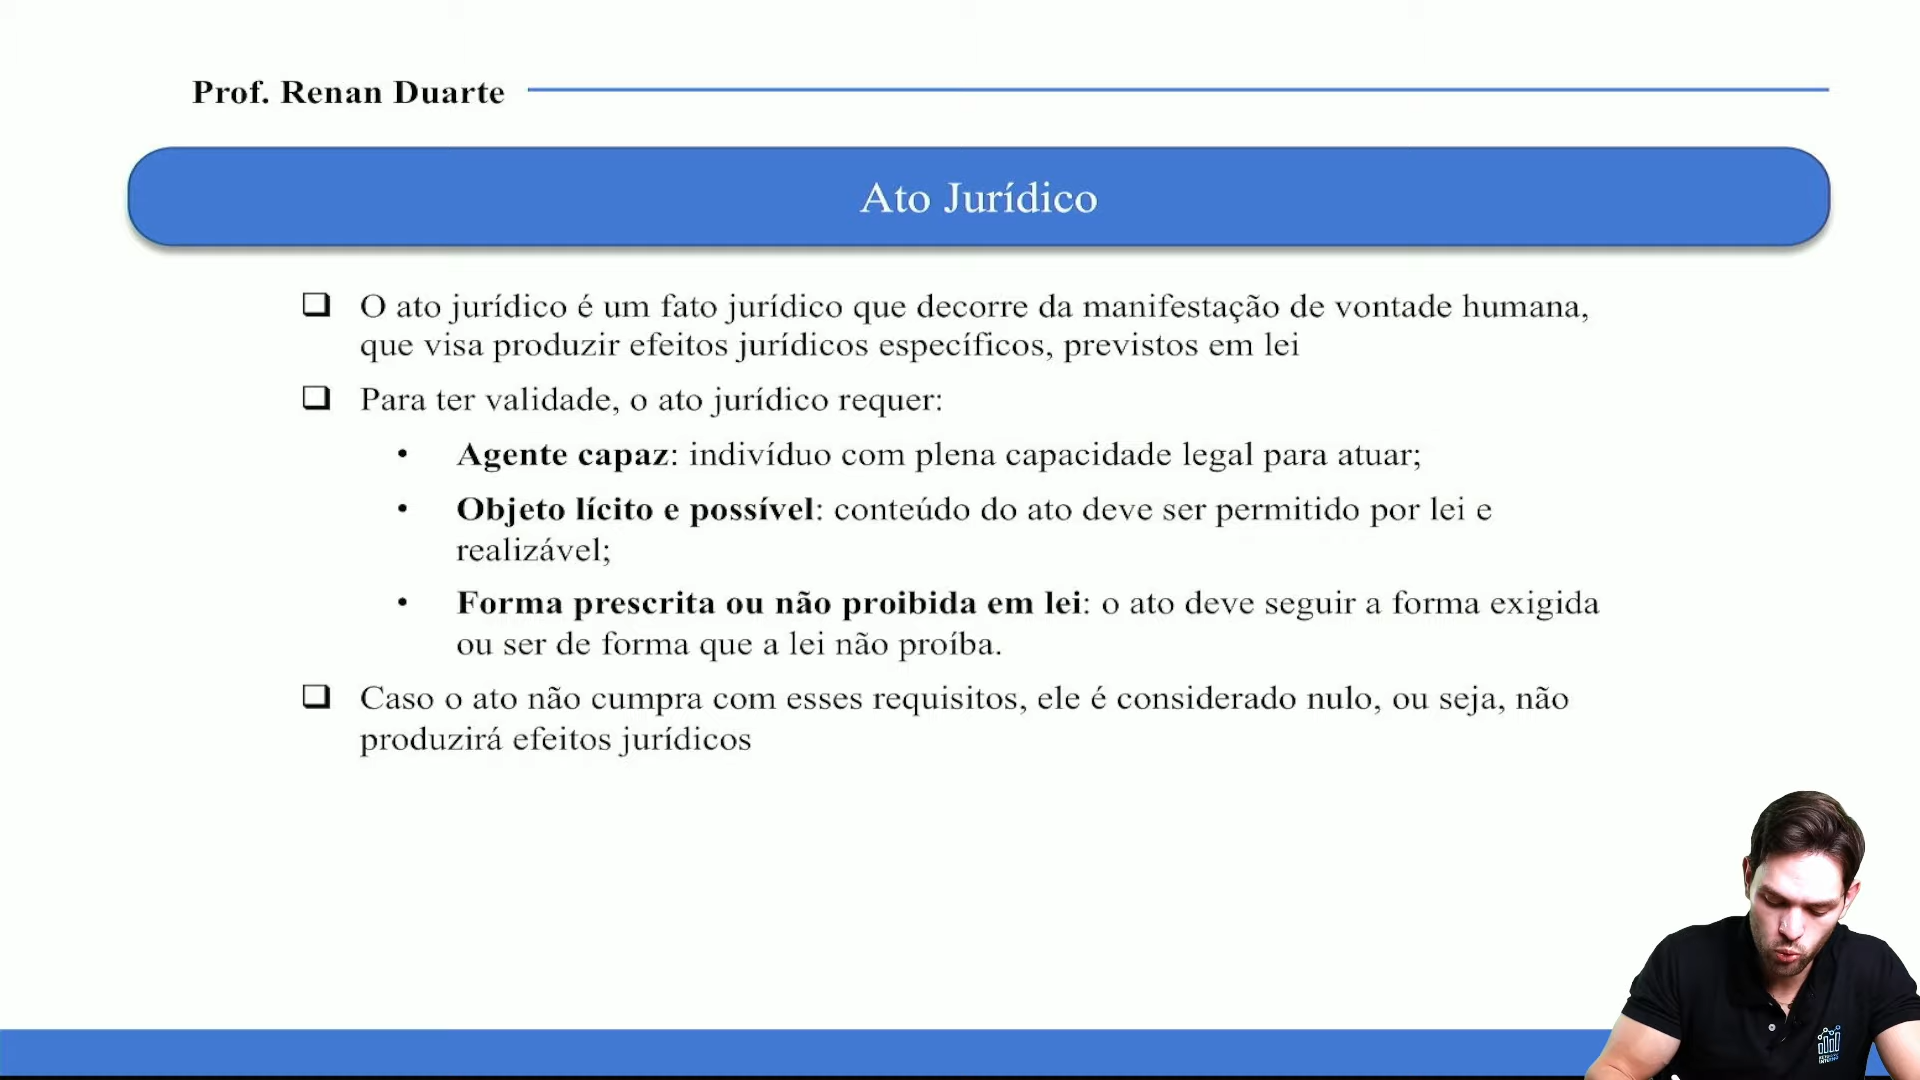 Prof. Renan Duarte
Ato Jurídico
❑ O ato jurídico é um fato jurídico que decorre da manifestação de vontade humana,
que visa produzir efeitos jurídicos específicos, previstos em lei
❑ Para ter validade, o ato jurídico requer:
• Agente capaz: indivíduo com plena capacidade legal para atuar;
• Objeto lícito e possível: conteúdo do ato deve ser permitido por lei e
realizável;
• Forma prescrita ou não proibida em lei: o ato deve seguir a forma exigida
ou ser de forma que a lei não proíba.
❑ Caso o ato não cumpra com esses requisitos, ele é considerado nulo, ou seja, não
produzirá efeitos jurídicos